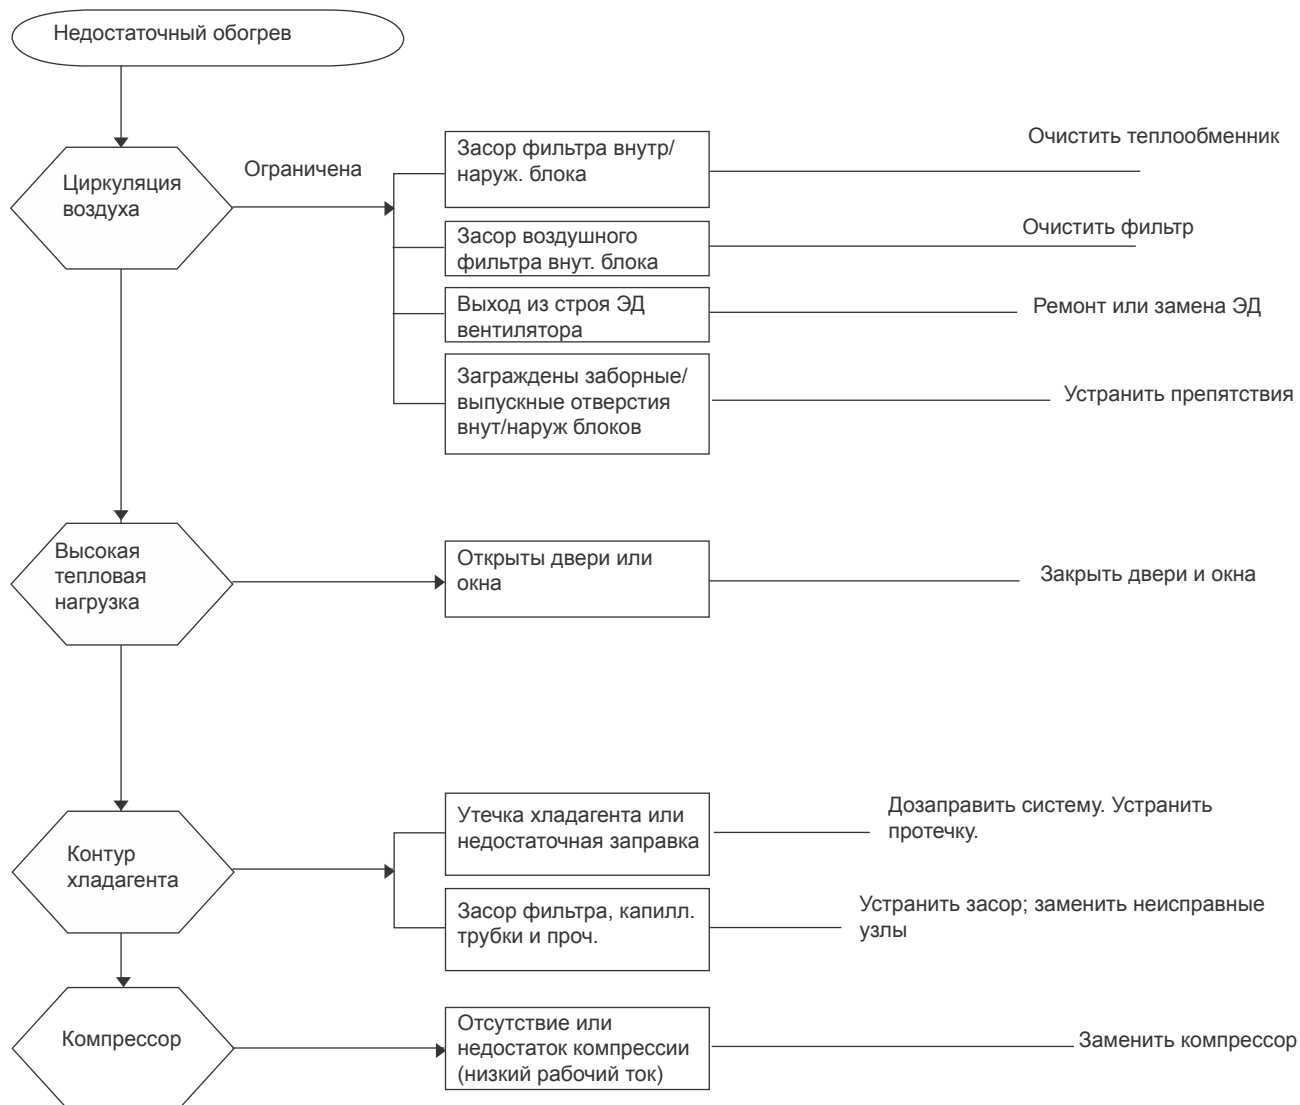 Недостаточный обогрев
Циркуляция
воздуха
Ограничена
Засор фильтра внутр/
наруж. блока
Очистить теплообменник
Засор воздушного
фильтра внут. блока
Очистить фильтр
Выход из строя ЭД
вентилятора
Ремонт или замена ЭД
Заграждены заборные/
выпускные отверстия
внут/наруж блоков
Устранить препятствия
Высокая
тепловая
нагрузка
Открыты двери или
окна
Закрыть двери и окна
Контур
хладагента
Утечка хладагента или
недостаточная заправка
Дозаправить систему. Устранить
протечку.
Засор фильтра, капилл.
трубки и проч.
Устранить засор; заменить неисправные
узлы
Компрессор
Отсутствие или
недостаток компрессии
(низкий рабочий ток)
Заменить компрессор